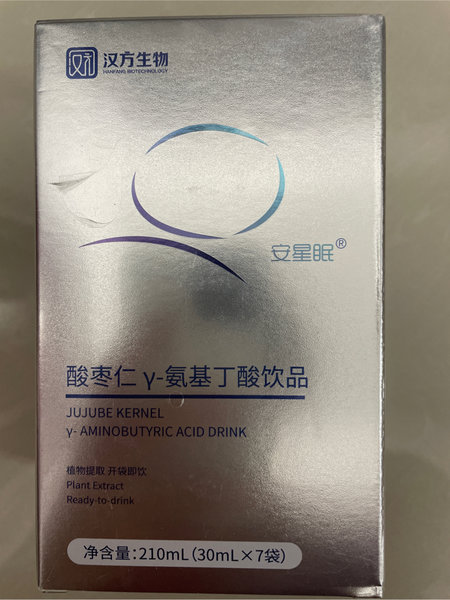 汉方 汉方生物
HANFANG BIOTECHNOLOGY
安星眠®
酸枣仁 γ-氨基丁酸饮品
JUJUBE KERNEL
γ- AMINOBUTYRIC ACID DRINK
植物提取 开袋即饮
Plant Extract
Ready-to-drink
净含量:210mL(30mL×7袋)